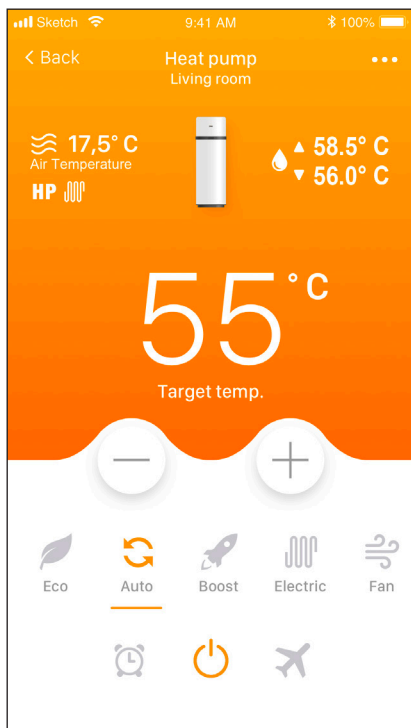 Sketch 9:41 AM 100%
< Back Heat pump
Living room
17,5° C
Air Temperature
HP
▲ 58.5° C
▼ 56.0° C
55°C
Target temp.
Eco Auto Boost Electric Fan